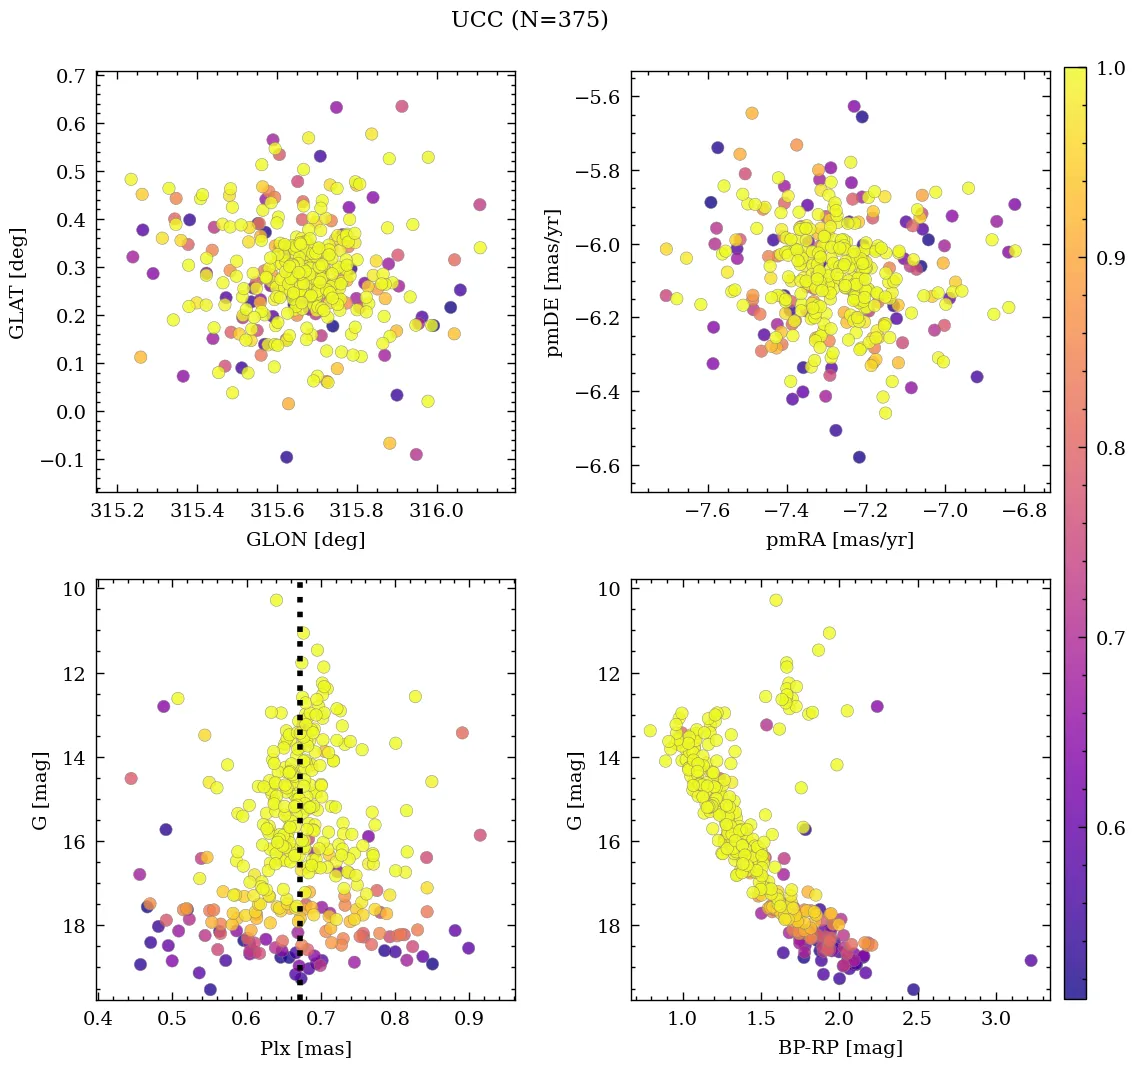 UCC (N=375)
0.7
0.6
0.5
0.4
0.3
0.2
0.1
0.0
−0.1
GLAT [deg]
315.2 315.4 315.6 315.8 316.0
GLON [deg]
−5.6
−5.8
−6.0
−6.2
−6.4
−6.6
pmDE [mas/yr]
−7.6 −7.4 −7.2 −7.0 −6.8
pmRA [mas/yr]
10
12
14
16
18
G [mag]
0.4 0.5 0.6 0.7 0.8 0.9
Plx [mas]
10
12
14
16
18
G [mag]
1.0 1.5 2.0 2.5 3.0
BP-RP [mag]
1.0
0.9
0.8
0.7
0.6